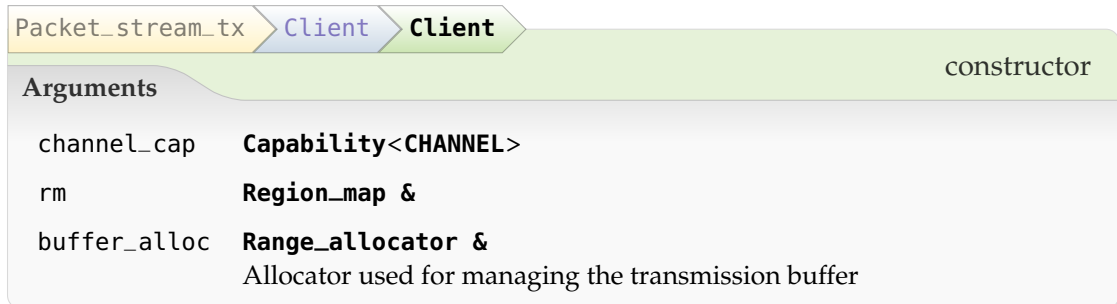 Packet_stream_tx Client Client
constructor
Arguments
channel_cap Capability<CHANNEL>
rm Region_map &
buffer_alloc Range_allocator &
Allocator used for managing the transmission buffer